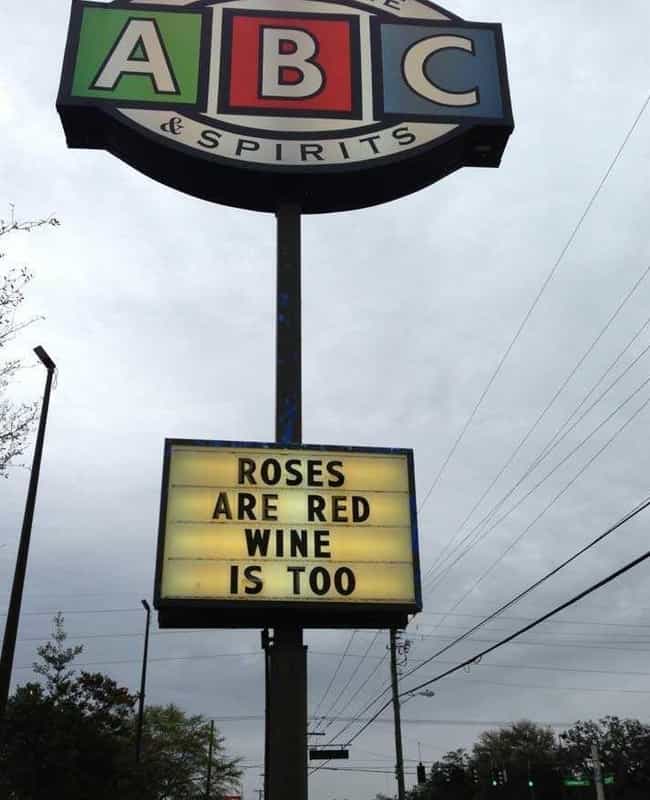 ABC
& SPIRITS
ROSES
ARE RED
WINE
IS TOO